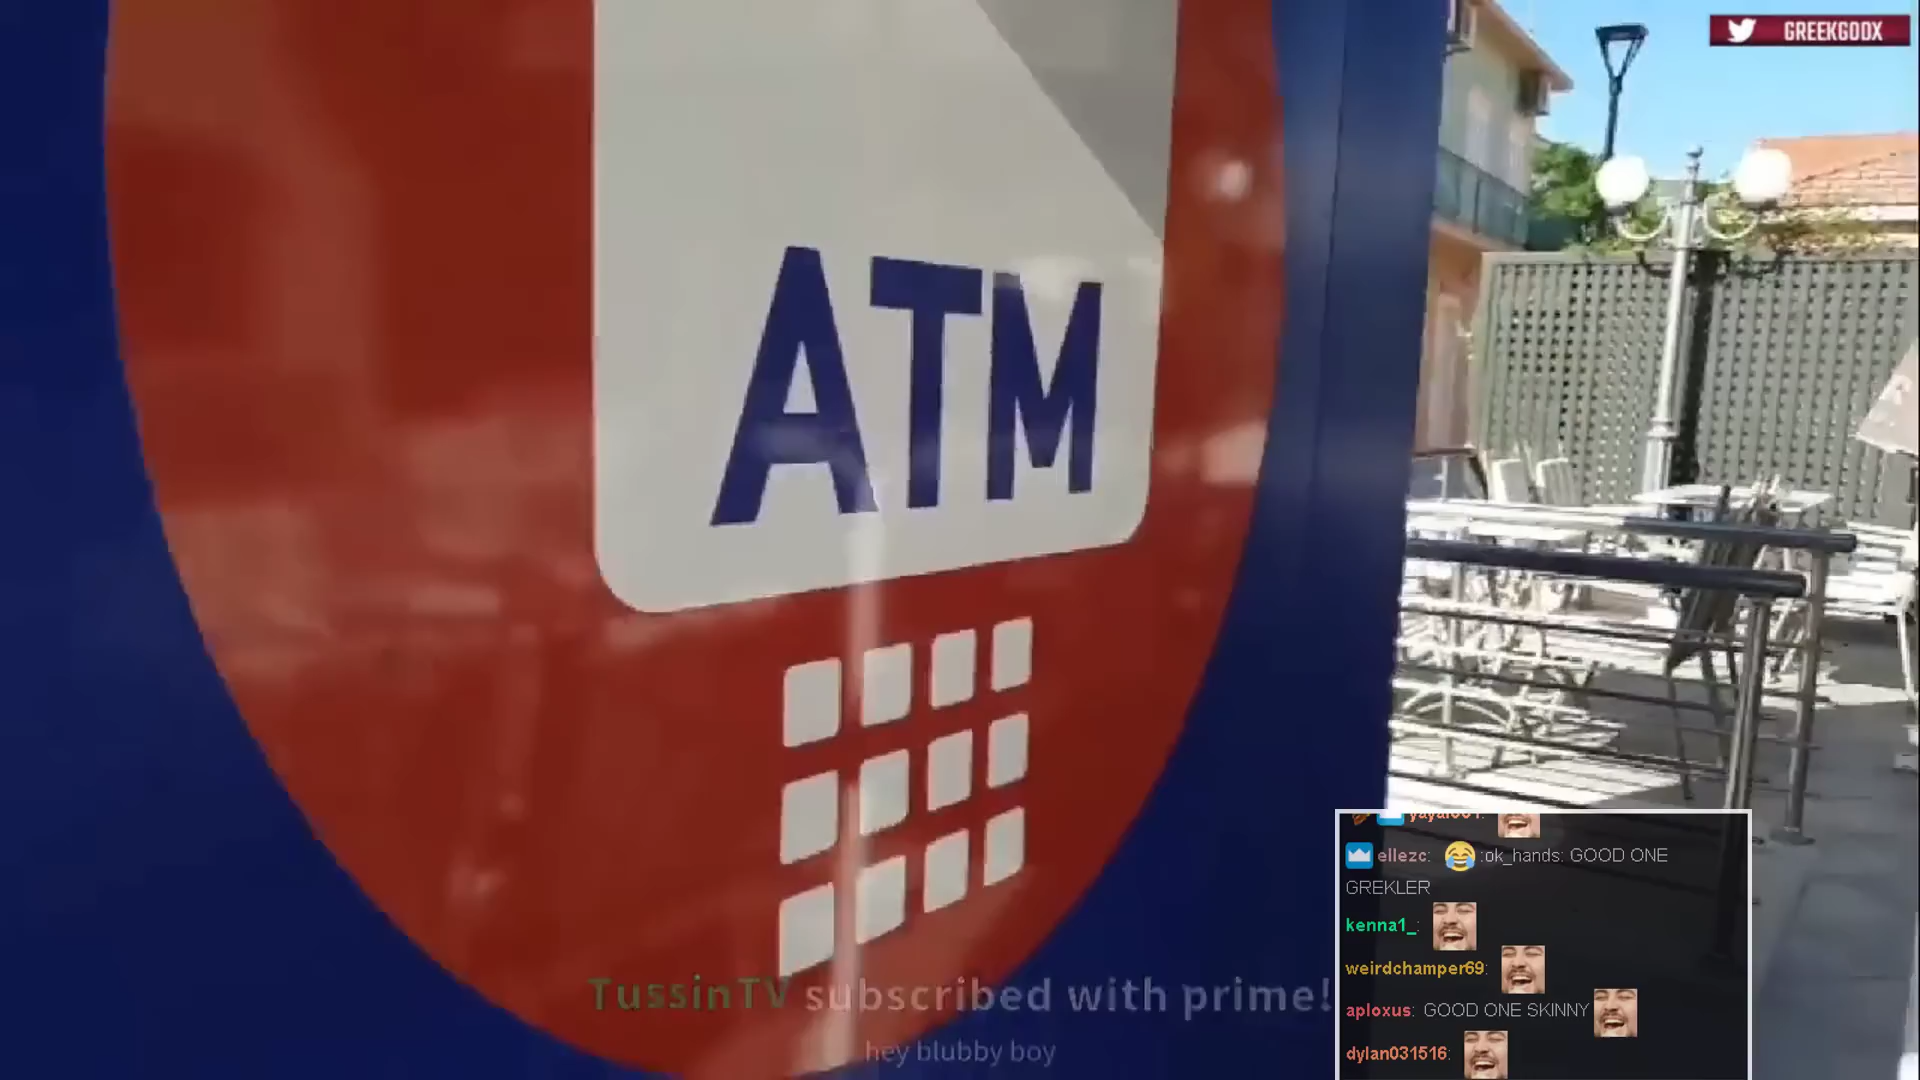 GREEKGODX
ATM
ellezc: :ok_hands: GOOD ONE
GREKLER
kenna1_:
weirdchamper69:
aploxus: GOOD ONE SKINNY
dylan031516:
TussinTV subscribed with prime!
hey blubby boy